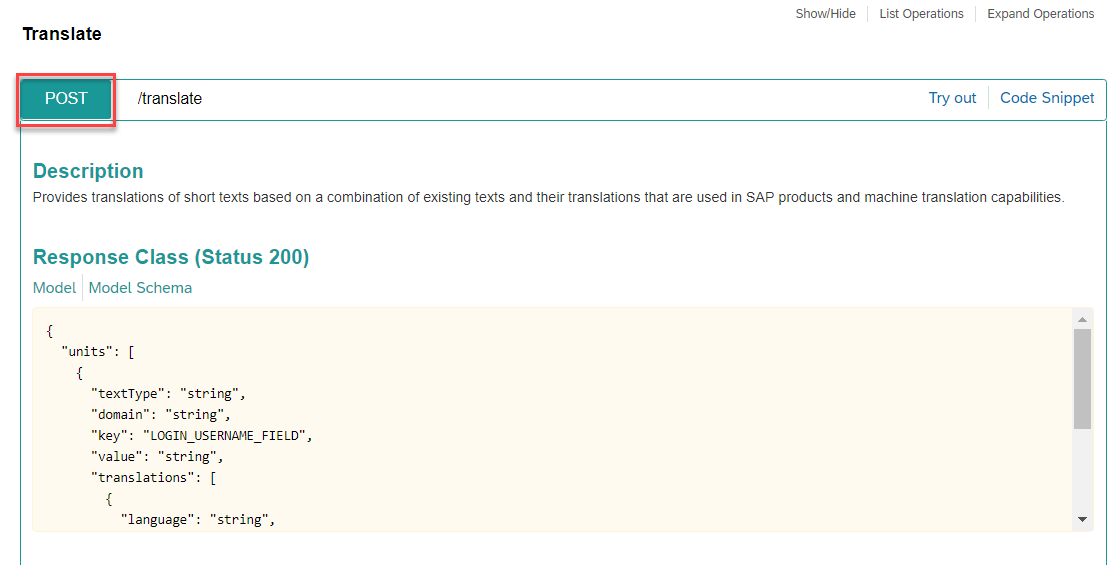 Show/Hide List Operations Expand Operations
Translate
POST /translate Try out Code Snippet
Description
Provides translations of short texts based on a combination of existing texts and their translations that are used in SAP products and machine translation capabilities.
Response Class (Status 200)
Model Model Schema
{
"units": [
{
"textType": "string",
"domain": "string",
"key": "LOGIN_USERNAME_FIELD",
"value": "string",
"translations": [
{
"language": "string",